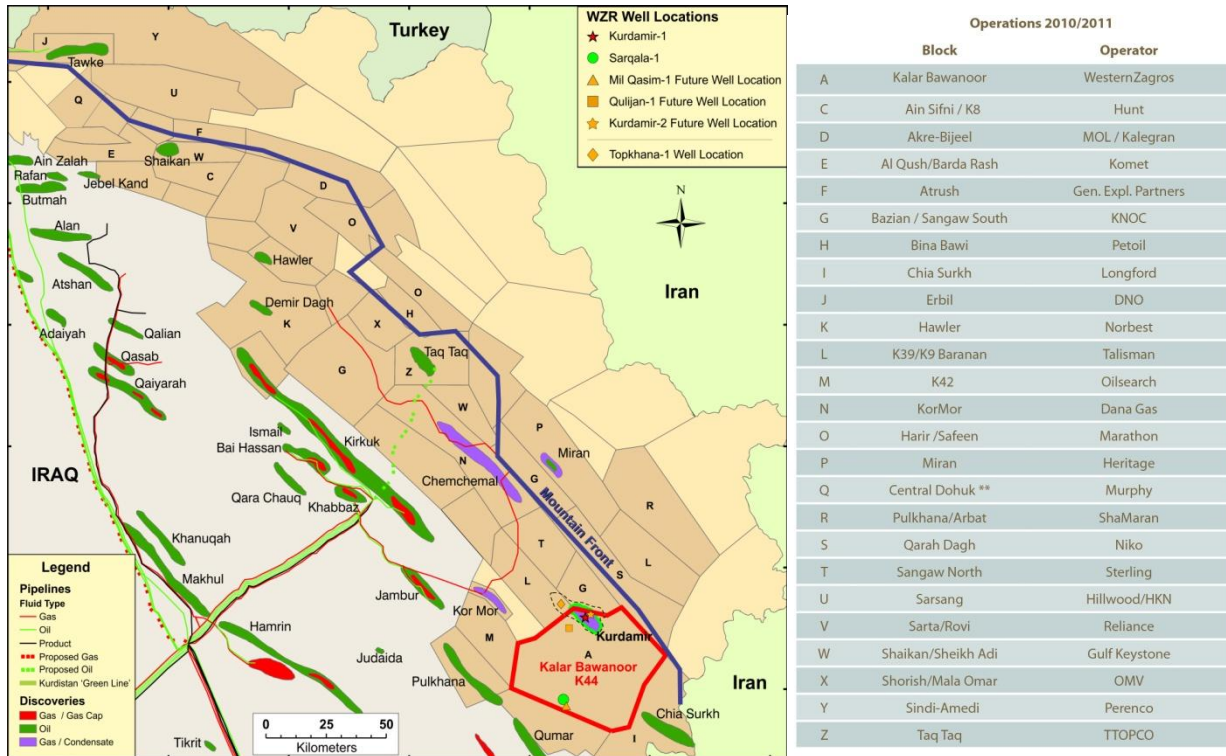 Turkey
Iran
Iran
IRAQ
J
Y
Tawke
Q
U
F
E
W
Shaikan
C
D
O
V
Ain Zalah
Rafan
Butmah
Jebel Kand
Alan
Atshan
Hawler
Demir Dagh
K
X
O
H
Adaiyah
Qalian
Qasab
Qaiyarah
G
Taq Taq
Z
W
P
Miran
Ismail
Bai Hassan
Kirkuk
N
Chemchemal
G
Mountain Front
R
Qara Chauq
Khabbaz
Khanuqah
Makhul
T
S
L
L
G
Jambur
Kor Mor
Kurdamir
Hamrin
M
A
Kalar Bawanoor
K44
Judaida
Pulkhana
Chia Surkh
Qumar
I
Tikrit
N
WZR Well Locations
Kurdamir-1
Sarqala-1
Mil Qasim-1 Future Well Location
Qulijan-1 Future Well Location
Kurdamir-2 Future Well Location
Topkhana-1 Well Location
Legend
Pipelines
Fluid Type
Gas
Oil
Product
Proposed Gas
Proposed Oil
Kurdistan 'Green Line'
Discoveries
Gas / Gas Cap
Oil
Gas / Condensate
0 25 50
Kilometers
Operations 2010/2011
Block Operator
A Kalar Bawanoor WesternZagros
C Ain Sifni / K8 Hunt
D Akre-Bijeel MOL / Kalegran
E Al Qush/Barda Rash Komet
F Atrush Gen. Expl. Partners
G Bazian / Sangaw South KNOC
H Bina Bawi Petoil
I Chia Surkh Longford
J Erbil DNO
K Hawler Norbest
L K39/K9 Baranan Talisman
M K42 Oilsearch
N KorMor Dana Gas
O Harir /Safeen Marathon
P Miran Heritage
Q Central Dohuk ** Murphy
R Pulkhana/Arbat ShaMaran
S Qarah Dagh Niko
T Sangaw North Sterling
U Sarsang Hillwood/HKN
V Sarta/Rovi Reliance
W Shaikan/Sheikh Adi Gulf Keystone
X Shorish/Mala Omar OMV
Y Sindi-Amedi Perenco
Z Taq Taq TTOPCO